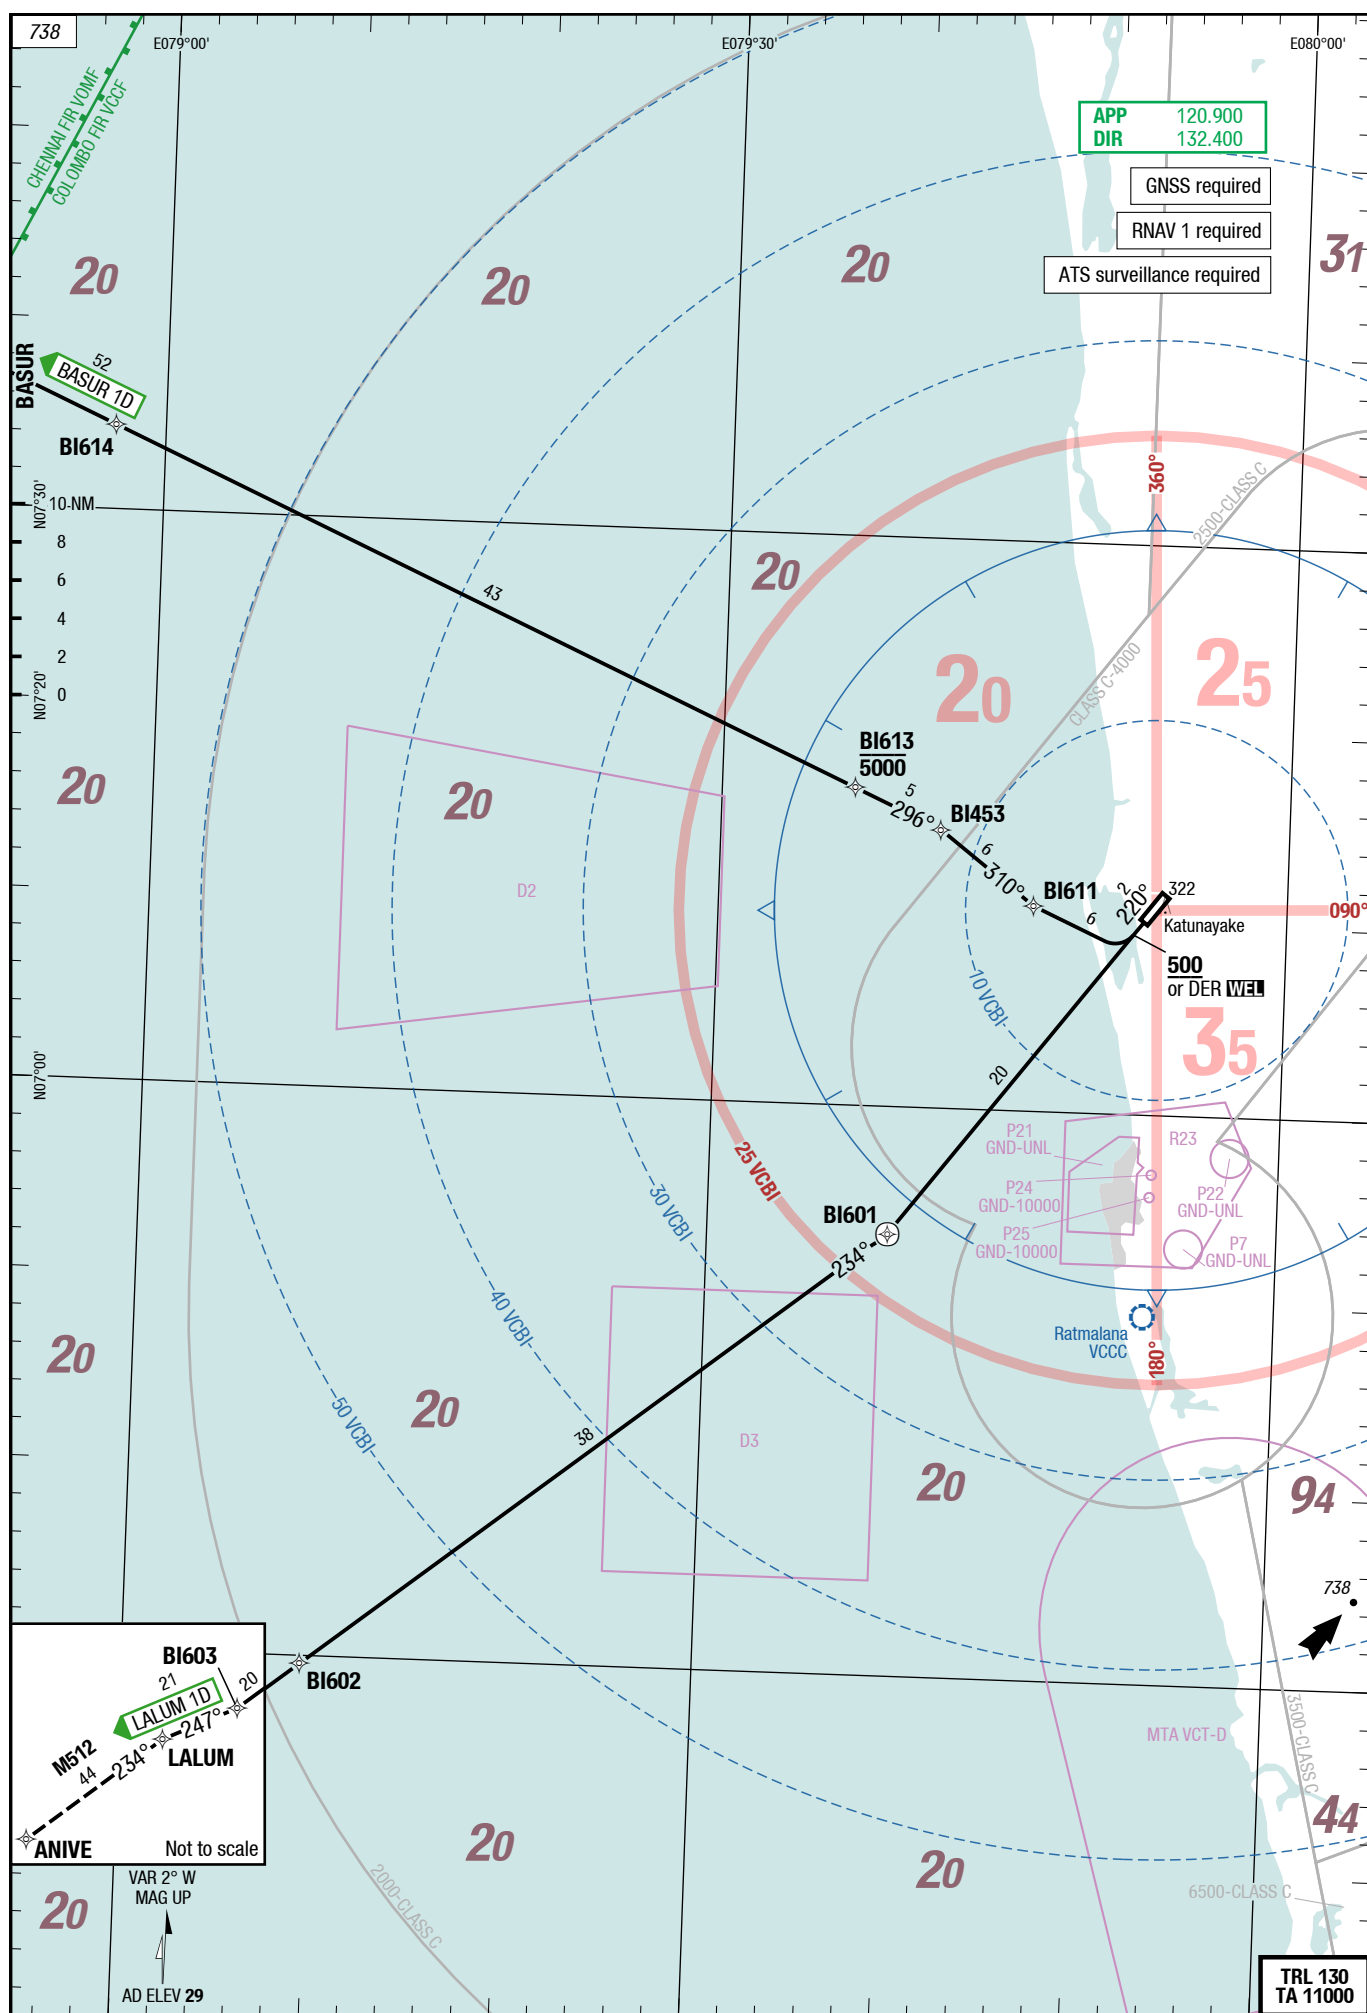 738
E079°00'
E079°30'
E080°00'
CHENNAI FIR VOMF
COLOMBO FIR VCCF
APP 120.900
DIR 132.400
GNSS required
RNAV 1 required
ATS surveillance required
20
20
20
31
BASUR
52
BASUR 1D
BI614
360°
2500-CLASS C
N07°30'
10 NM
8
6
4
2
0
N07°20'
43
20
20
25
CLASS C-4000
BI613
5000
5
296°
BI453
20
20
D2
6
310°
BI611
6
2
220°
322
Katunayake
090°
500
or DER WEL
10 VCBI
35
N07°00'
20
P21
GND-UNL
R23
P24
GND-10000
P22
GND-UNL
P25
GND-10000
P7
GND-UNL
25 VCBI
30 VCBI
BI601
234°
40 VCBI
Ratmalana
VCCC
180°
20
20
50 VCBI
38
D3
20
94
738
BI603
21
LALUM 1D
20
BI602
247°
LALUM
M512
44
234°
ANIVE
Not to scale
MTA VCT-D
3500-CLASS C
44
20
20
20
2000-CLASS C
6500-CLASS C
VAR 2° W
MAG UP
AD ELEV 29
TRL 130
TA 11000